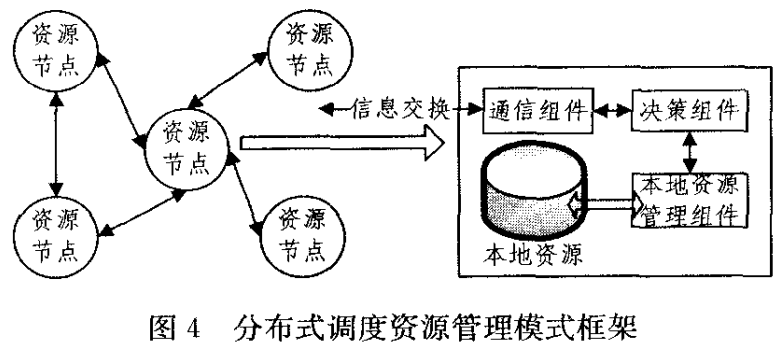 资源
节点
资源
节点
资源
节点
资源
节点
资源
节点
信息交换
通信组件
决策组件
本地资源
管理组件
本地资源
图 4 分布式调度资源管理模式框架